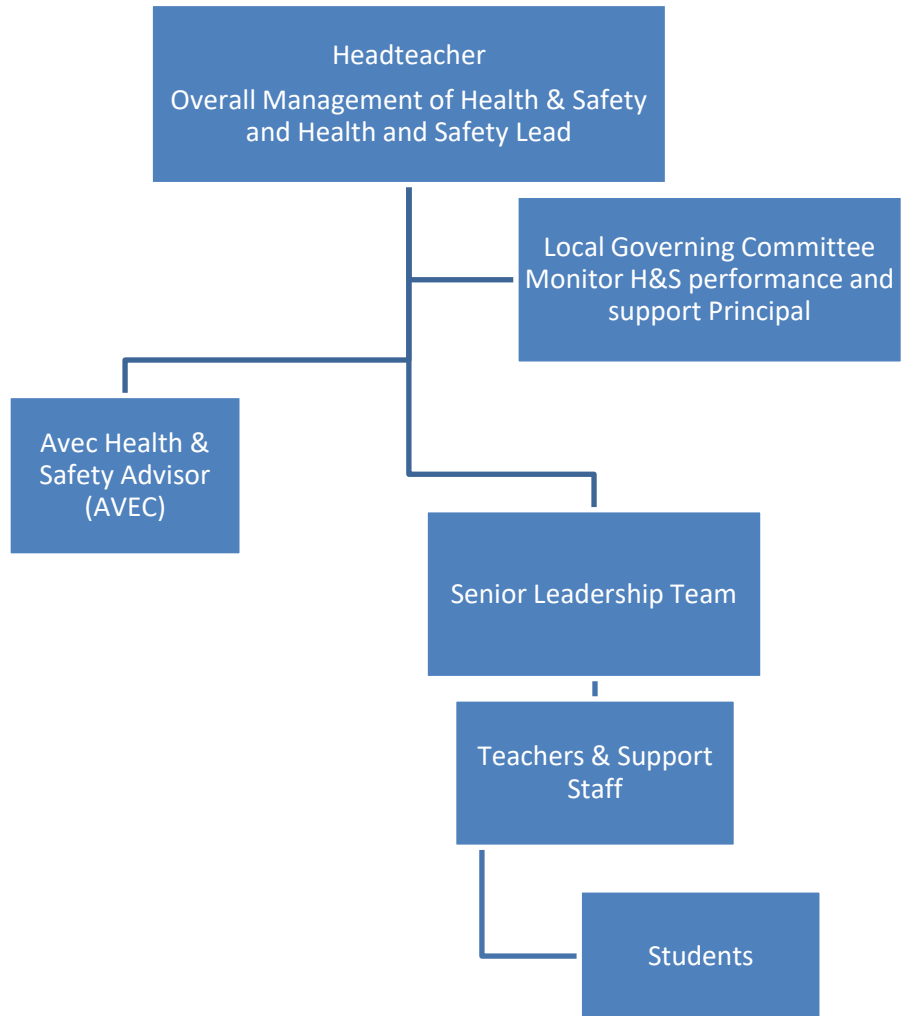 Headteacher
Overall Management of Health & Safety
and Health and Safety Lead
Local Governing Committee
Monitor H&S performance and
support Principal
Avec Health &
Safety Advisor
(AVEC)
Senior Leadership Team
Teachers & Support
Staff
Students